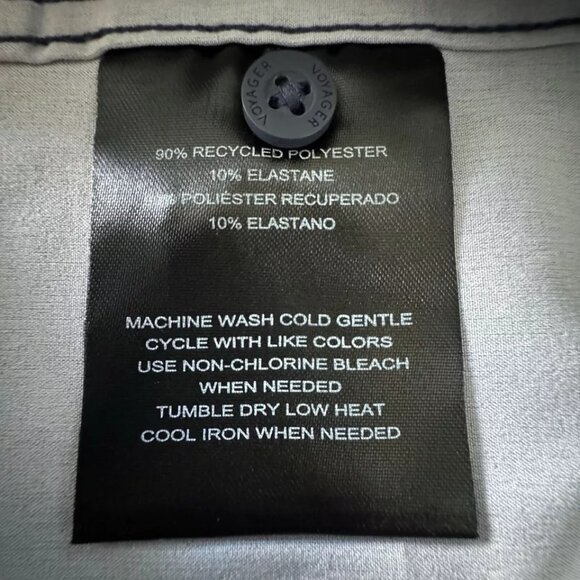 VOYAGER VOYAGER
90% RECYCLED POLYESTER
10% ELASTANE
POLIÉSTER RECUPERADO
10% ELASTANO
MACHINE WASH COLD GENTLE
CYCLE WITH LIKE COLORS
USE NON-CHLORINE BLEACH
WHEN NEEDED
TUMBLE DRY LOW HEAT
COOL IRON WHEN NEEDED